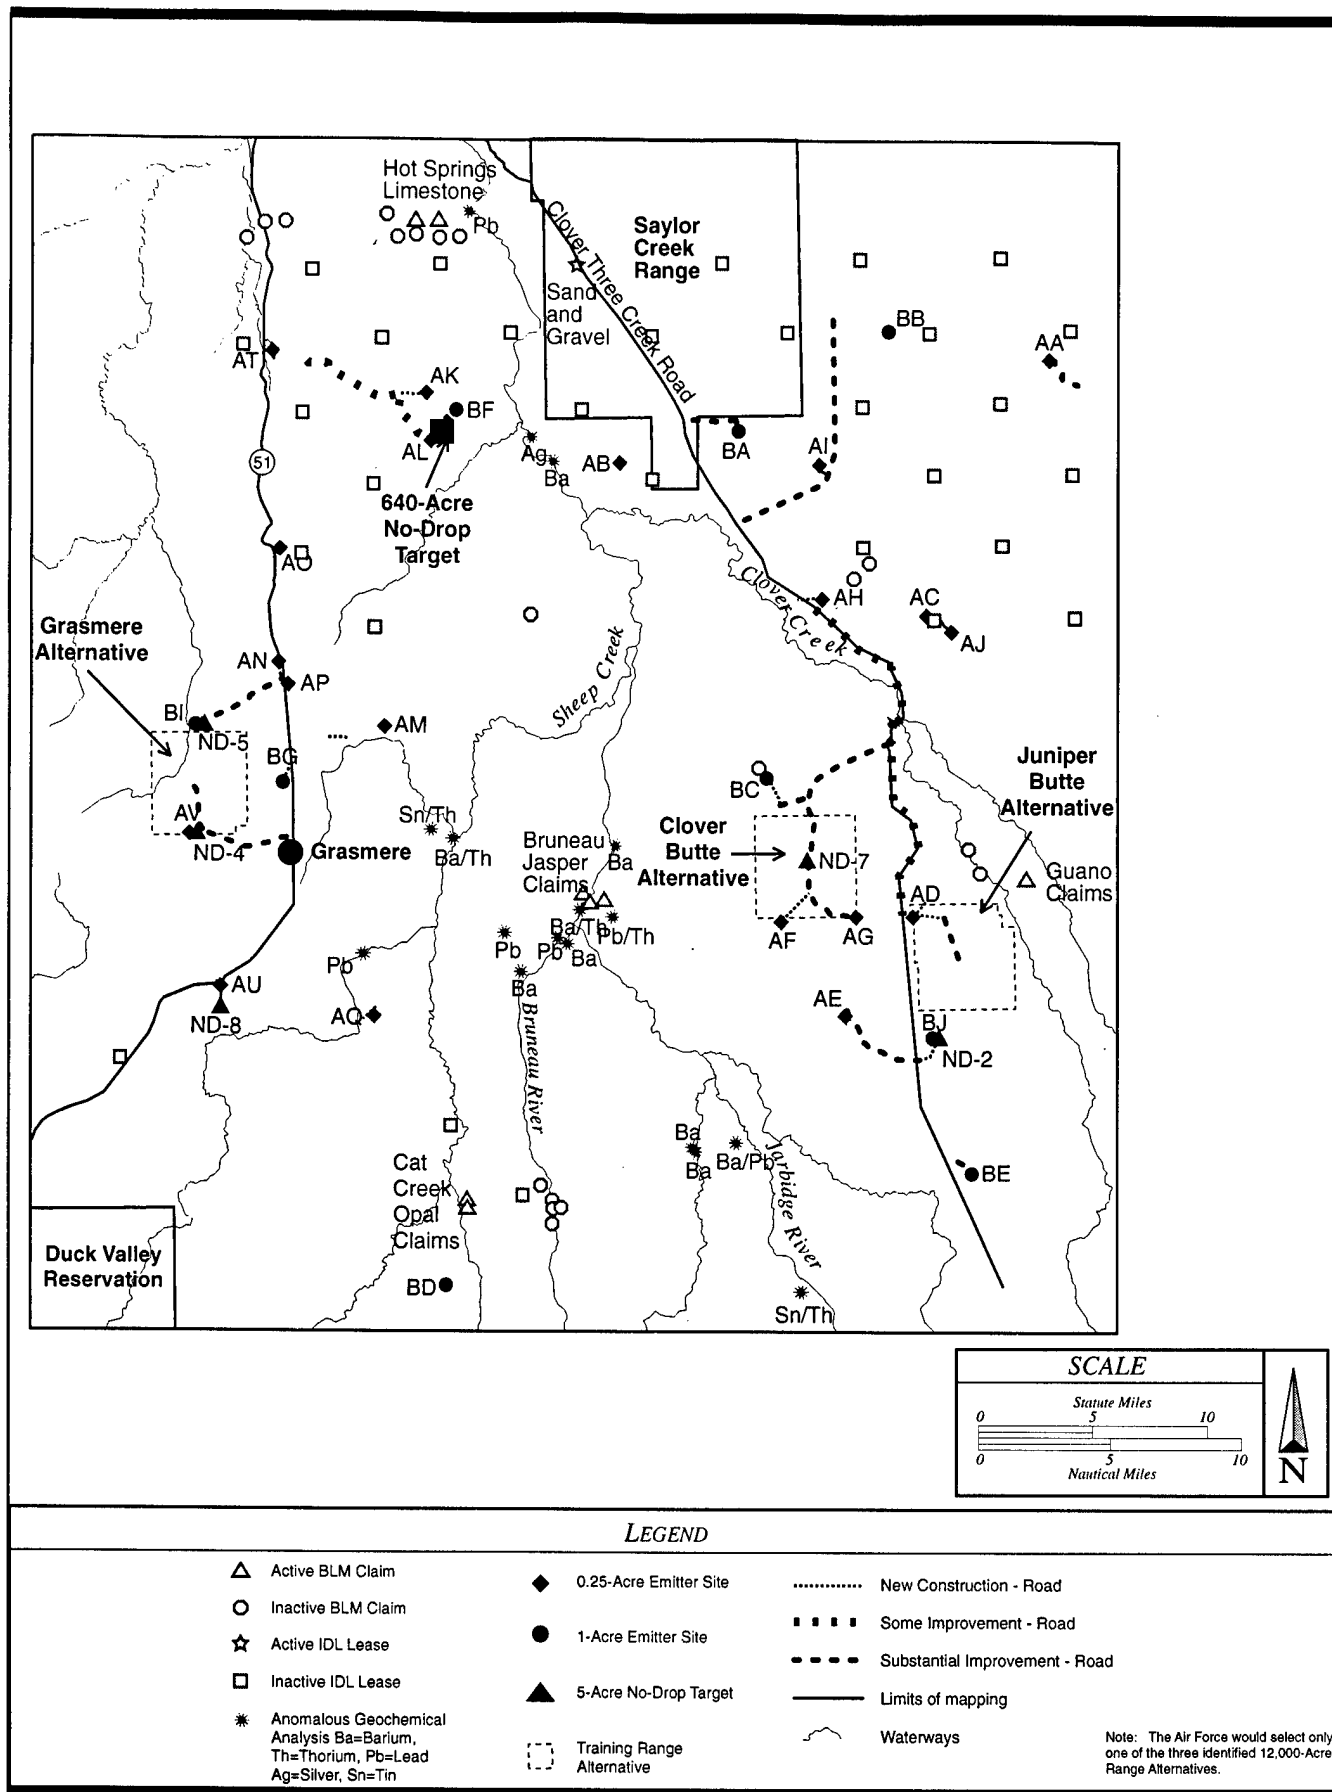 Hot Springs
Limestone
Pb
Clover Three Creek Road
Saylor
Creek
Range
Sand
and
Gravel
BB
AA
AT
AK
BF
AL
BA
AI
51
Ag
Ba
AB
640-Acre
No-Drop
Target
AO
Clover Creek
AH
AC
AJ
Grasmere
Alternative
Sheep Creek
AN
AP
BI
ND-5
AM
BG
Juniper
Butte
Alternative
BC
AV
ND-4
Grasmere
Sn/Th
Ba/Th
Bruneau
Jasper
Claims
Ba
Clover
Butte
Alternative
ND-7
Guano
Claims
AD
Ba/Th
Pb/Th
Pb
Pb
Ba
AF
AG
Pb
Ba
AU
ND-8
AQ
Bruneau River
AE
BJ
ND-2
Ba
Ba
Ba/Pb
Jarbidge River
BE
Cat
Creek
Opal
Claims
Duck Valley
Reservation
BD
Sn/Th
SCALE
Statute Miles
0 5 10
0 5 10
Nautical Miles
N
LEGEND
Active BLM Claim
Inactive BLM Claim
Active IDL Lease
Inactive IDL Lease
Anomalous Geochemical
Analysis Ba=Barium,
Th=Thorium, Pb=Lead
Ag=Silver, Sn=Tin
0.25-Acre Emitter Site
1-Acre Emitter Site
5-Acre No-Drop Target
Training Range
Alternative
New Construction - Road
Some Improvement - Road
Substantial Improvement - Road
Limits of mapping
Waterways
Note: The Air Force would select only
one of the three identified 12,000-Acre
Range Alternatives.